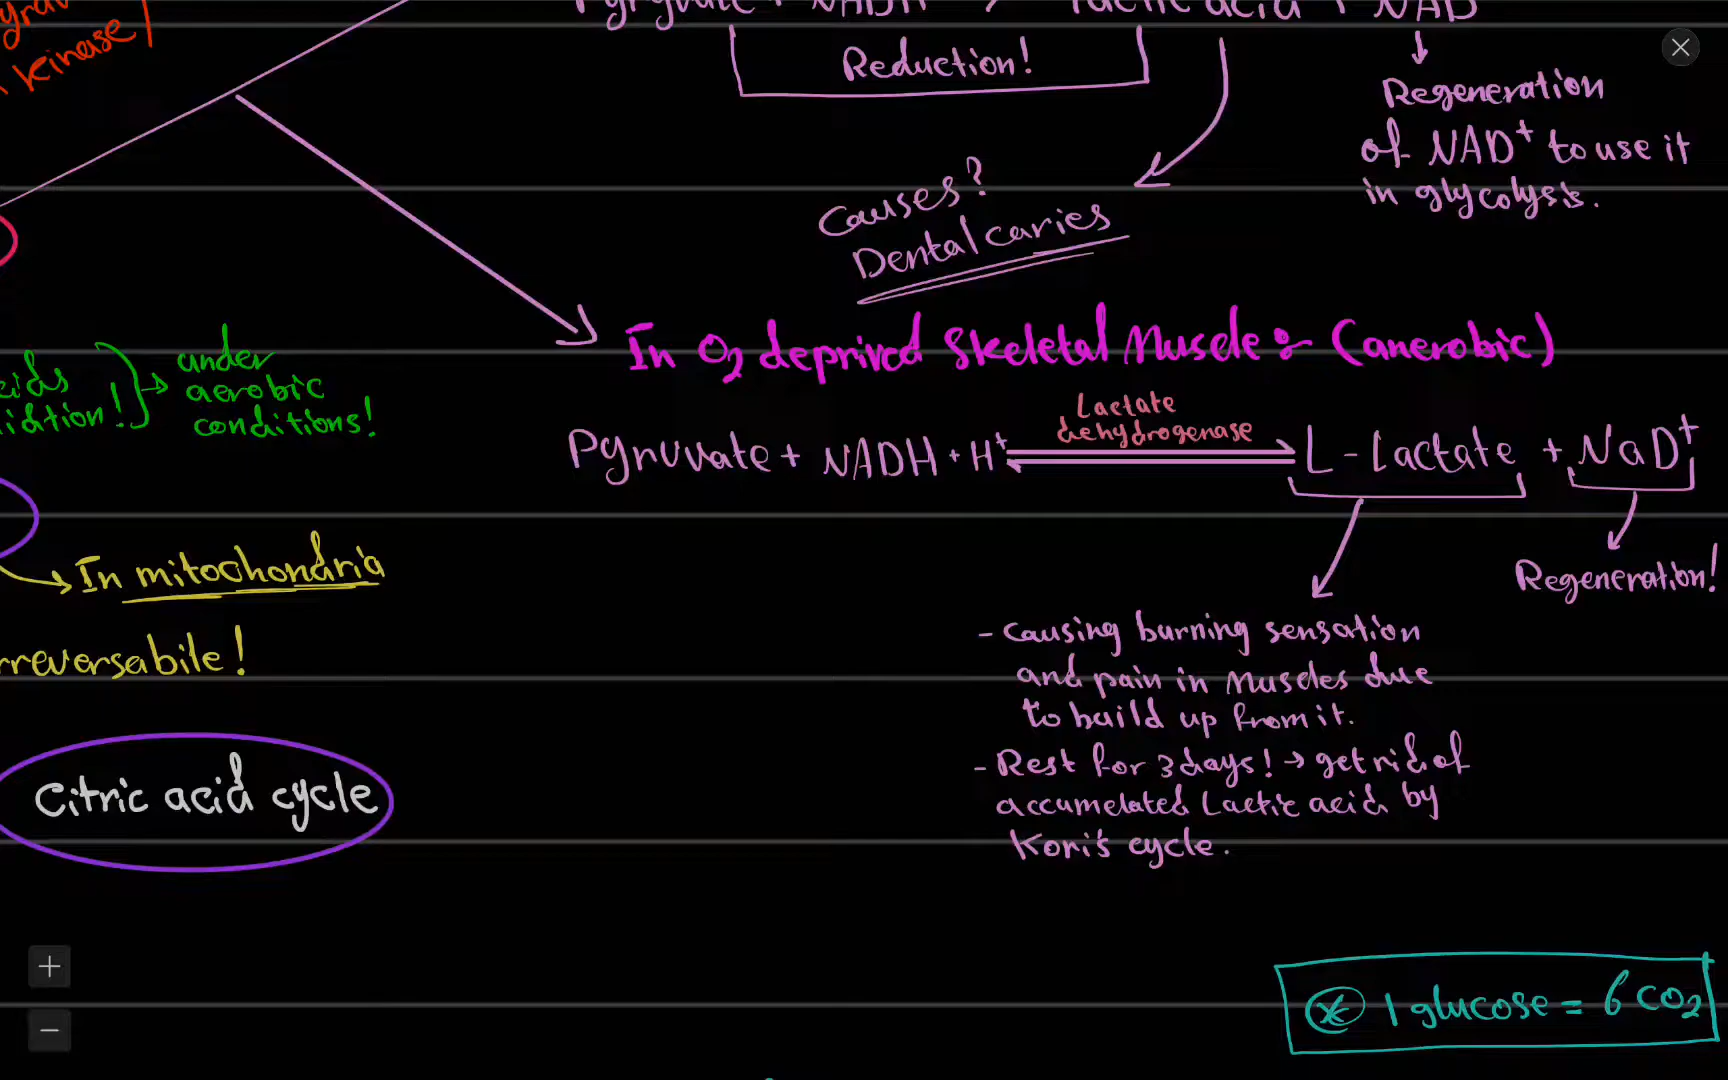 kinase)
Reduction!
Regeneration
of NAD+ to use it
in glycolysis.
Causes?
Dental caries
In O2 deprived Skeletal Muscle :- (anerobic)
under
aerobic
conditions!
Lactate
dehydrogenase
Pyruvate + NADH + H+ L-Lactate + NaD+
In mitochondria
Regeneration!
- Causing burning sensation
and pain in Muscles due
to build up from it.
- Rest for 3 days! → get rid of
accumelated Lactic acid by
Kori's cycle.
Citric acid cycle
1 glucose = 6 CO2